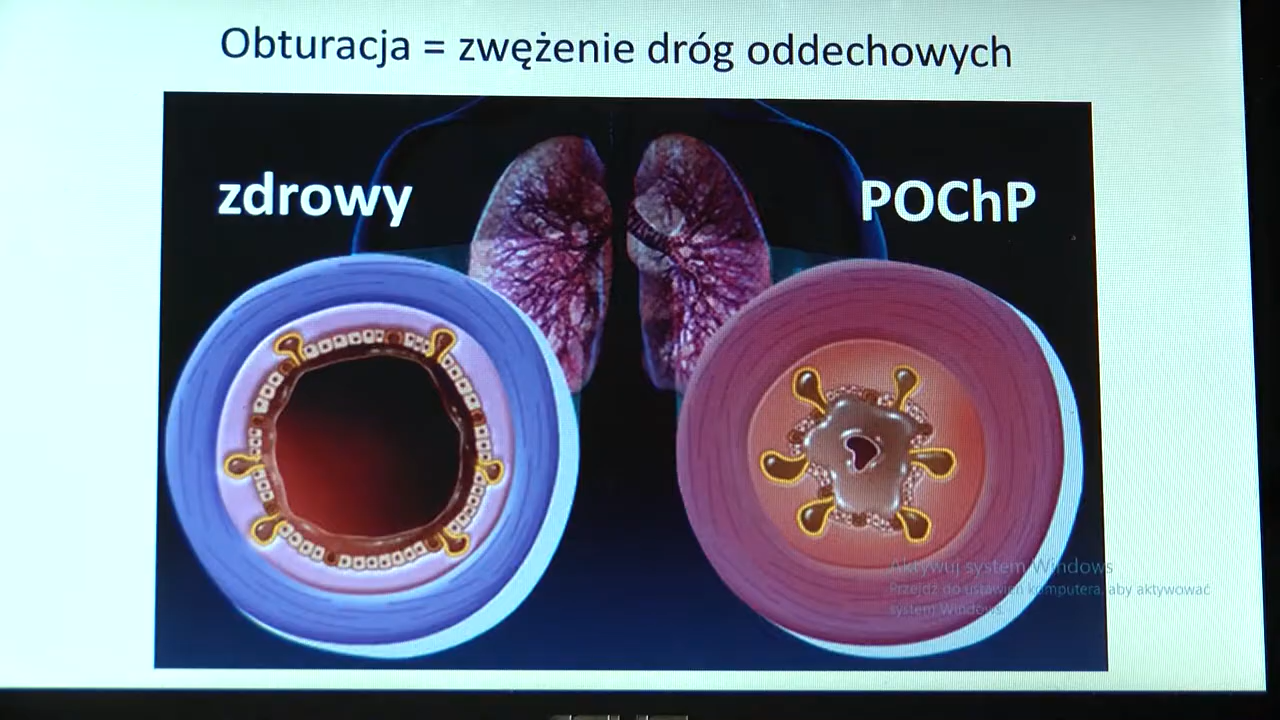 Obturacja = zwężenie dróg oddechowych
zdrowy
POChP
Aktywuj system Windows
Przejdź do ustawień komputera, aby aktywować
system Windows.